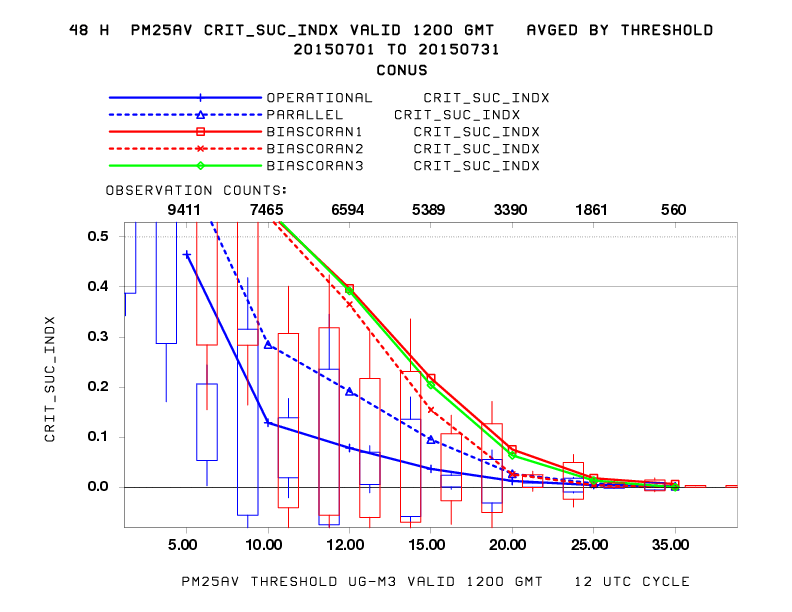 48 H PM25AV CRIT_SUC_INDX VALID 1200 GMT AVGED BY THRESHOLD
20150701 TO 20150731
CONUS
OPERATIONAL CRIT_SUC_INDX
PARALLEL CRIT_SUC_INDX
BIASCORAN1 CRIT_SUC_INDX
BIASCORAN2 CRIT_SUC_INDX
BIASCORAN3 CRIT_SUC_INDX
OBSERVATION COUNTS:
9411 7465 6594 5389 3390 1861 560
0.5
0.4
0.3
0.2
0.1
0.0
CRIT_SUC_INDX
5.00 10.00 12.00 15.00 20.00 25.00 35.00
PM25AV THRESHOLD UG-M3 VALID 1200 GMT 12 UTC CYCLE